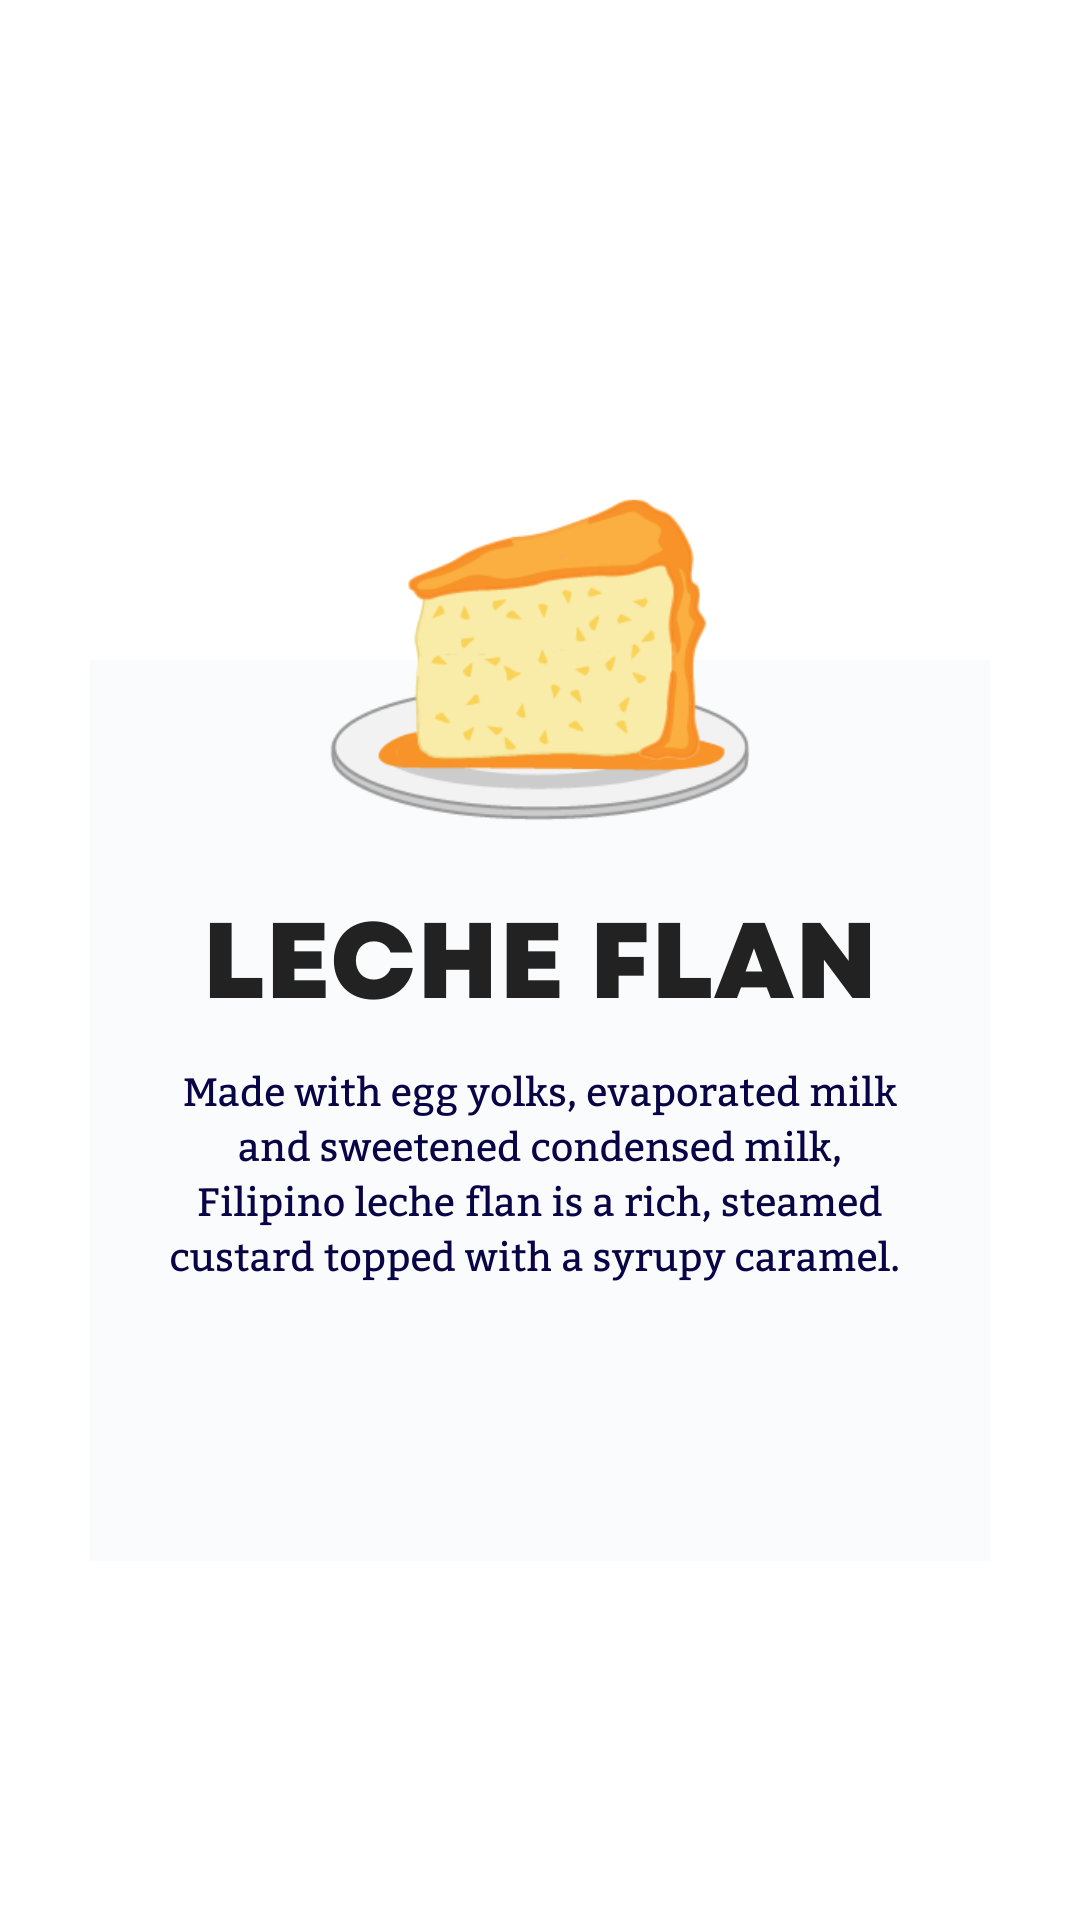 LECHE FLAN
Made with egg yolks, evaporated milk
and sweetened condensed milk,
Filipino leche flan is a rich, steamed
custard topped with a syrupy caramel.